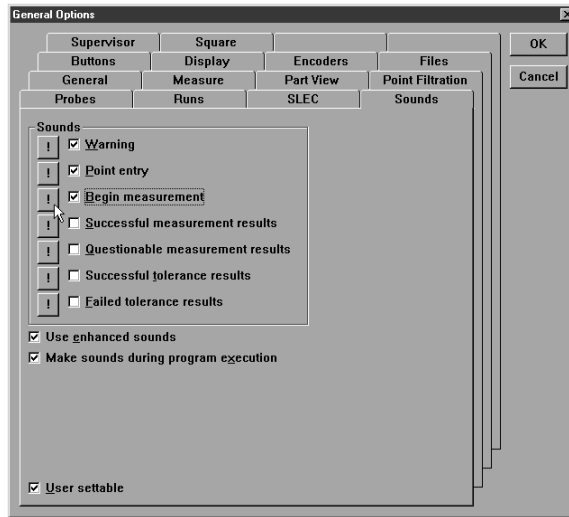 General Options
Supervisor Square
Buttons Display Encoders Files
General Measure Part View Point Filtration
Probes Runs SLEC Sounds
OK
Cancel
Sounds
! Warning
! Point entry
! Begin measurement
! Successful measurement results
! Questionable measurement results
! Successful tolerance results
! Failed tolerance results
Use enhanced sounds
Make sounds during program execution
User settable